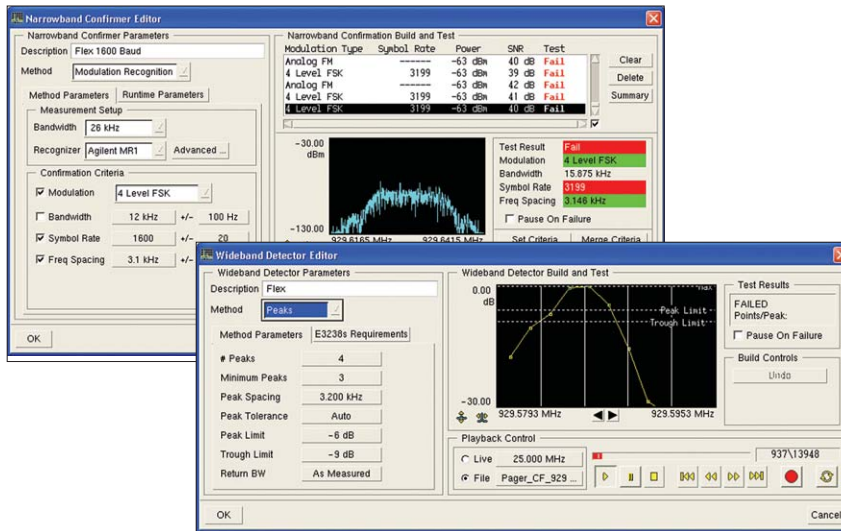 Narrowband Confirmer Editor
Narrowband Confirmer Parameters
Description Flex 1600 Baud
Method Modulation Recognition
Method Parameters Runtime Parameters
Measurement Setup
Bandwidth 26 kHz
Recognizer Agilent MR1 Advanced ...
Confirmation Criteria
Modulation 4 Level FSK
Bandwidth 12 kHz +/- 100 Hz
Symbol Rate 1600 +/- 20
Freq Spacing 3.1 kHz +/-
OK
Narrowband Confirmation Build and Test
Modulation Type Symbol Rate Power SNR Test
Analog FM ------ -63 dBm 40 dB Fail
4 Level FSK 3199 -63 dBm 39 dB Fail
Analog FM ------ -63 dBm 42 dB Fail
4 Level FSK 3199 -63 dBm 41 dB Fail
4 Level FSK 3199 -63 dBm 40 dB Fail
Clear
Delete
Summary
-30.00
dBm
-130.00
929.6165 MHz 929.6415 MHz
Test Result Fail
Modulation 4 Level FSK
Bandwidth 15.875 kHz
Symbol Rate 3199
Freq Spacing 3.146 kHz
Pause On Failure
Set Criteria Merge Criteria
Wideband Detector Editor
Wideband Detector Parameters
Description Flex
Method Peaks
Method Parameters E3238s Requirements
# Peaks 4
Minimum Peaks 3
Peak Spacing 3.200 kHz
Peak Tolerance Auto
Peak Limit -6 dB
Trough Limit -9 dB
Return BW As Measured
OK
Wideband Detector Build and Test
0.00
dB
Max
Peak Limit
Trough Limit
-30.00
929.5793 MHz 929.5953 MHz
Test Results
FAILED
Points/Peak:
Pause On Failure
Build Controls
Undo
Playback Control
Live 25.000 MHz
File Pager_CF_929 ...
937\13948
Cancel